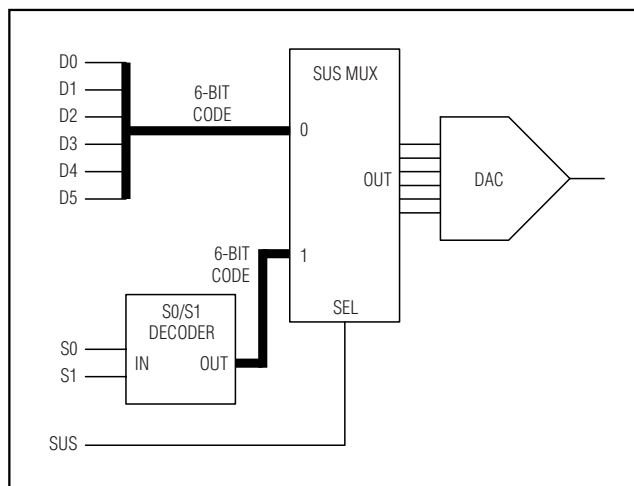 D0
D1
D2
D3
D4
D5
6-BIT
CODE
SUS MUX
0
OUT
DAC
1
6-BIT
CODE
SEL
S0/S1
DECODER
S0
S1
IN
OUT
SUS